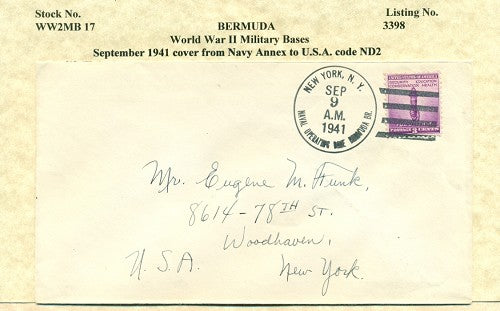 Stock No.
WW2MB 17
BERMUDA
World War II Military Bases
September 1941 cover from Navy Annex to U.S.A. code ND2
Listing No.
3398
NEW YORK, N.Y.
SEP
9
A.M.
1941
NAVAL OPERATING BASE BERMUDA BR.
Mr. Eugene M. Funk,
8614-78TH ST.
Woodhaven,
U.S.A. New York.